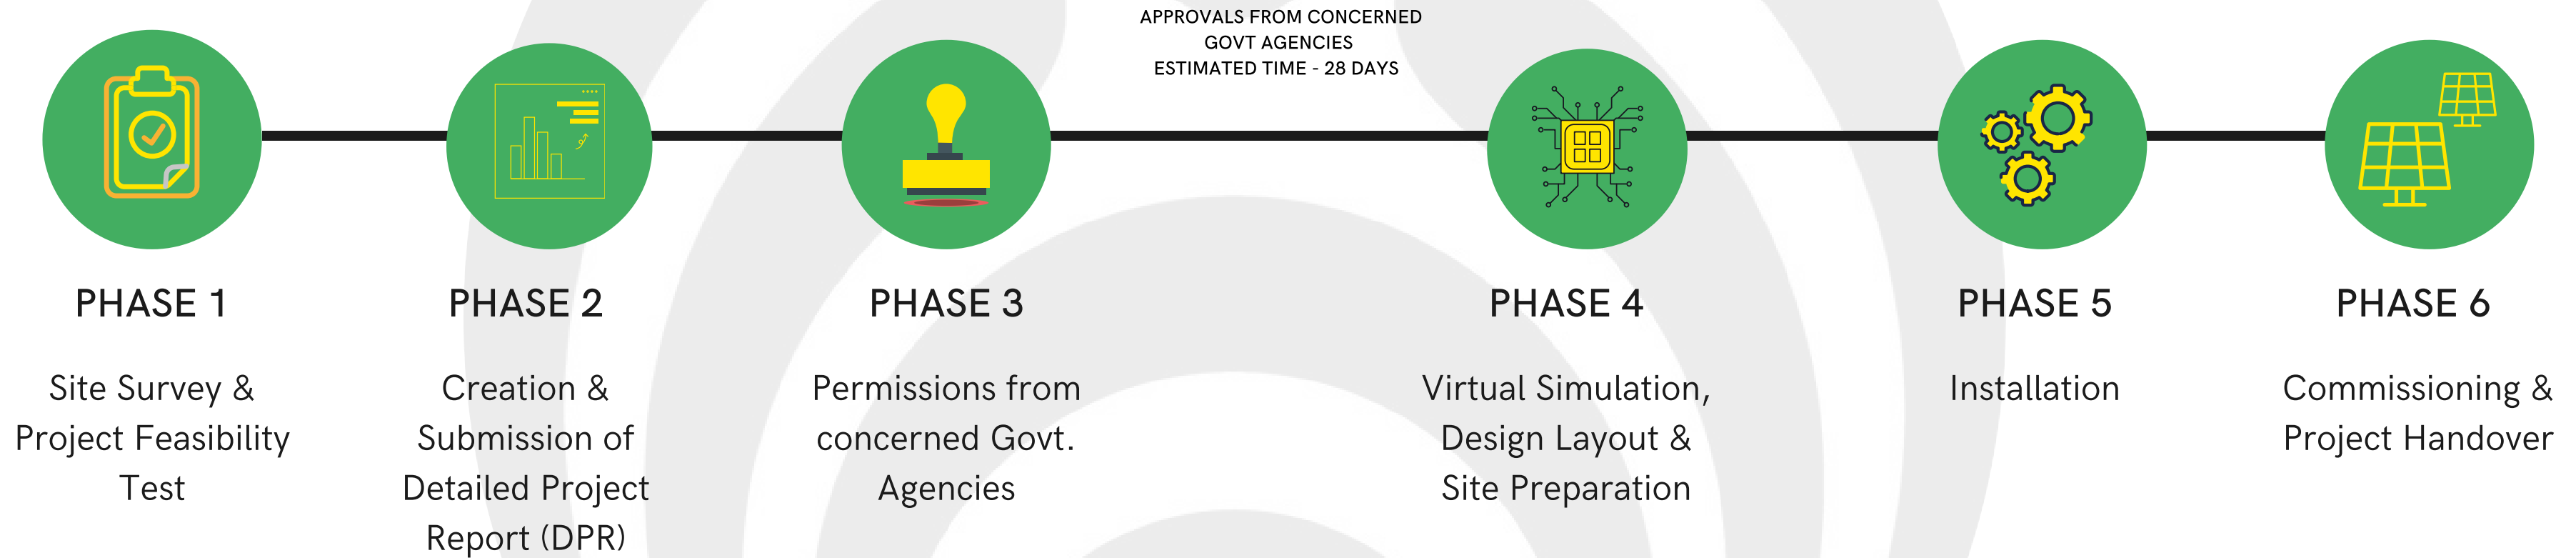 APPROVALS FROM CONCERNED
GOVT AGENCIES
ESTIMATED TIME - 28 DAYS
PHASE 1
Site Survey &
Project Feasibility
Test
PHASE 2
Creation &
Submission of
Detailed Project
Report (DPR)
PHASE 3
Permissions from
concerned Govt.
Agencies
PHASE 4
Virtual Simulation,
Design Layout &
Site Preparation
PHASE 5
Installation
PHASE 6
Commissioning &
Project Handover